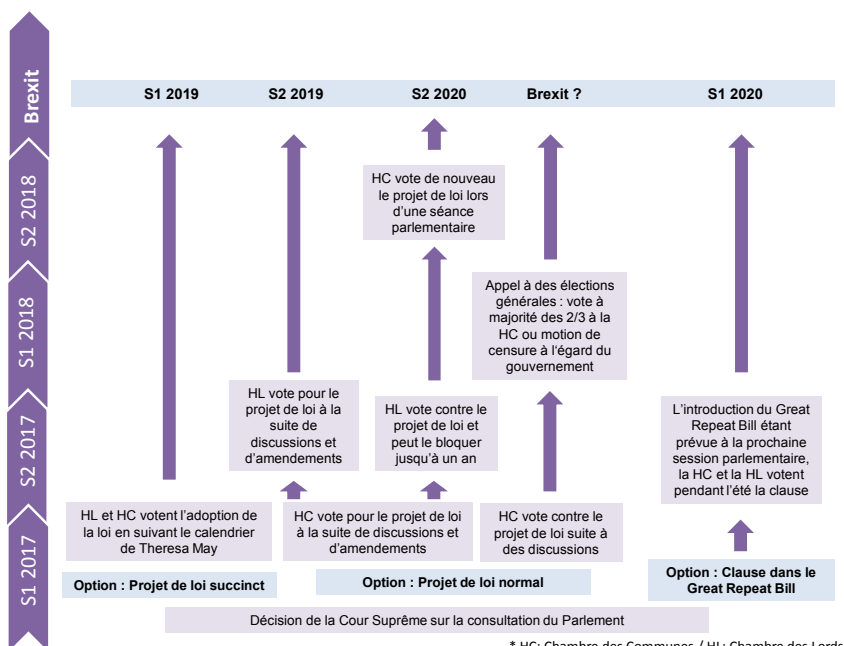 Brexit
S2 2018
S1 2018
S2 2017
S1 2017
S1 2019
S2 2019
S2 2020
Brexit ?
S1 2020
HC vote de nouveau
le projet de loi lors
d'une séance
parlementaire
Appel à des élections
générales : vote à
majorité des 2/3 à la
HC ou motion de
censure à l'égard du
gouvernement
HL vote pour le
projet de loi à la
suite de
discussions et
d'amendements
HL vote contre le
projet de loi et
peut le bloquer
jusqu'à un an
L'introduction du Great
Repeat Bill étant
prévue à la prochaine
session parlementaire,
la HC et la HL votent
pendant l'été la clause
HL et HC votent l'adoption de
la loi en suivant le calendrier
de Theresa May
HC vote pour le projet de loi
à la suite de discussions et
d'amendements
HC vote contre le
projet de loi suite à
des discussions
Option : Projet de loi succinct
Option : Projet de loi normal
Option : Clause dans le
Great Repeat Bill
Décision de la Cour Suprême sur la consultation du Parlement
* HC: Chambre des Communes / HL: Chambre des Lords